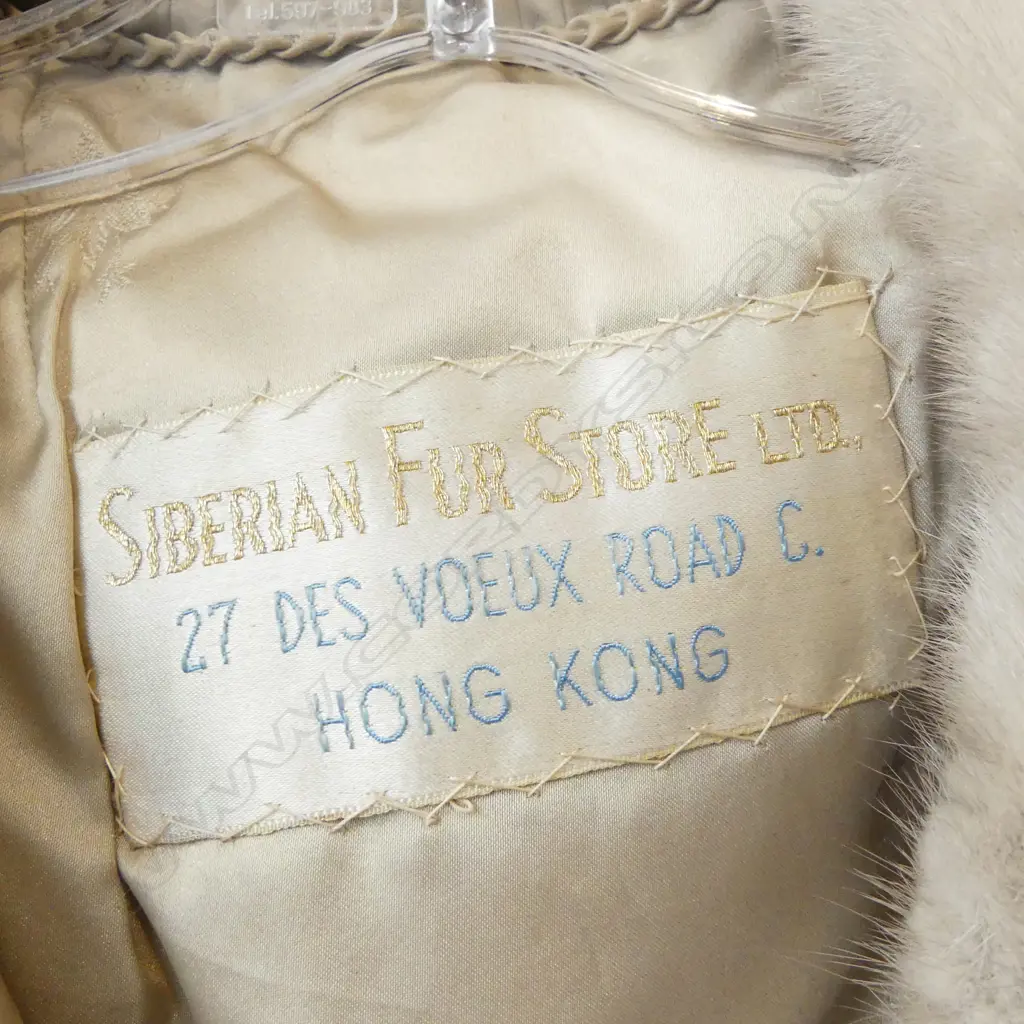 SIBERIAN FUR STORE LTD.
27 DES VOEUX ROAD C.
HONG KONG